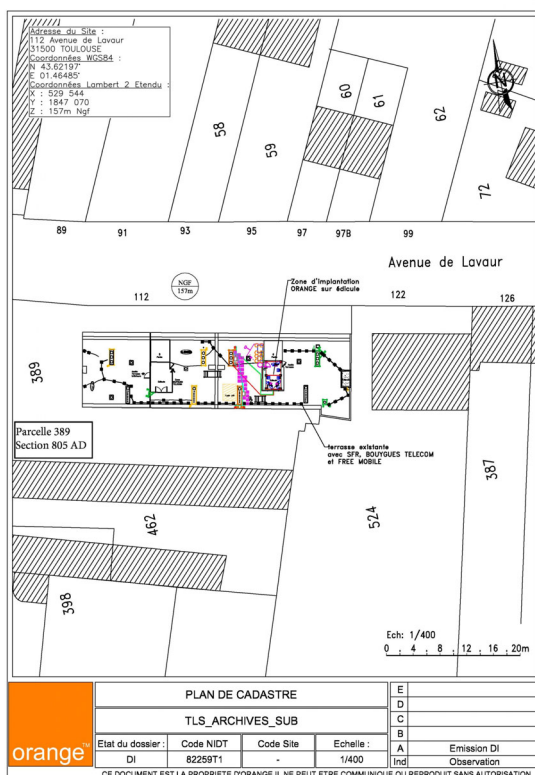 Adresse du Site :
112 Avenue de Lavaur
31500 TOULOUSE
Coordonnées WGS84 :
N 43.62197°
E 01.46485°
Coordonnées Lambert 2 Etendu :
X : 529 544
Y : 1847 070
Z : 157m Ngf
58
59
60
61
62
72
89
91
93
95
97
97B
99
Avenue de Lavaur
NGF
157m
Zone d'implantation
ORANGE sur édicule
112
122
126
389
Parcelle 389
Section 805 AD
terrasse existante
avec SFR, BOUYGUES TELECOM
et FREE MOBILE
387
462
524
398
Ech: 1/400
0 4 8 12 16 20m
orange™
PLAN DE CADASTRE
TLS_ARCHIVES_SUB
Etat du dossier :
Code NIDT
Code Site
Echelle :
DI
82259T1
-
1/400
E
D
C
B
A
Emission DI
Ind
Observation
CE DOCUMENT EST LA PROPRIETE D'ORANGE IL NE PEUT ETRE COMMUNIQUE OU REPRODUIT SANS AUTORISATION